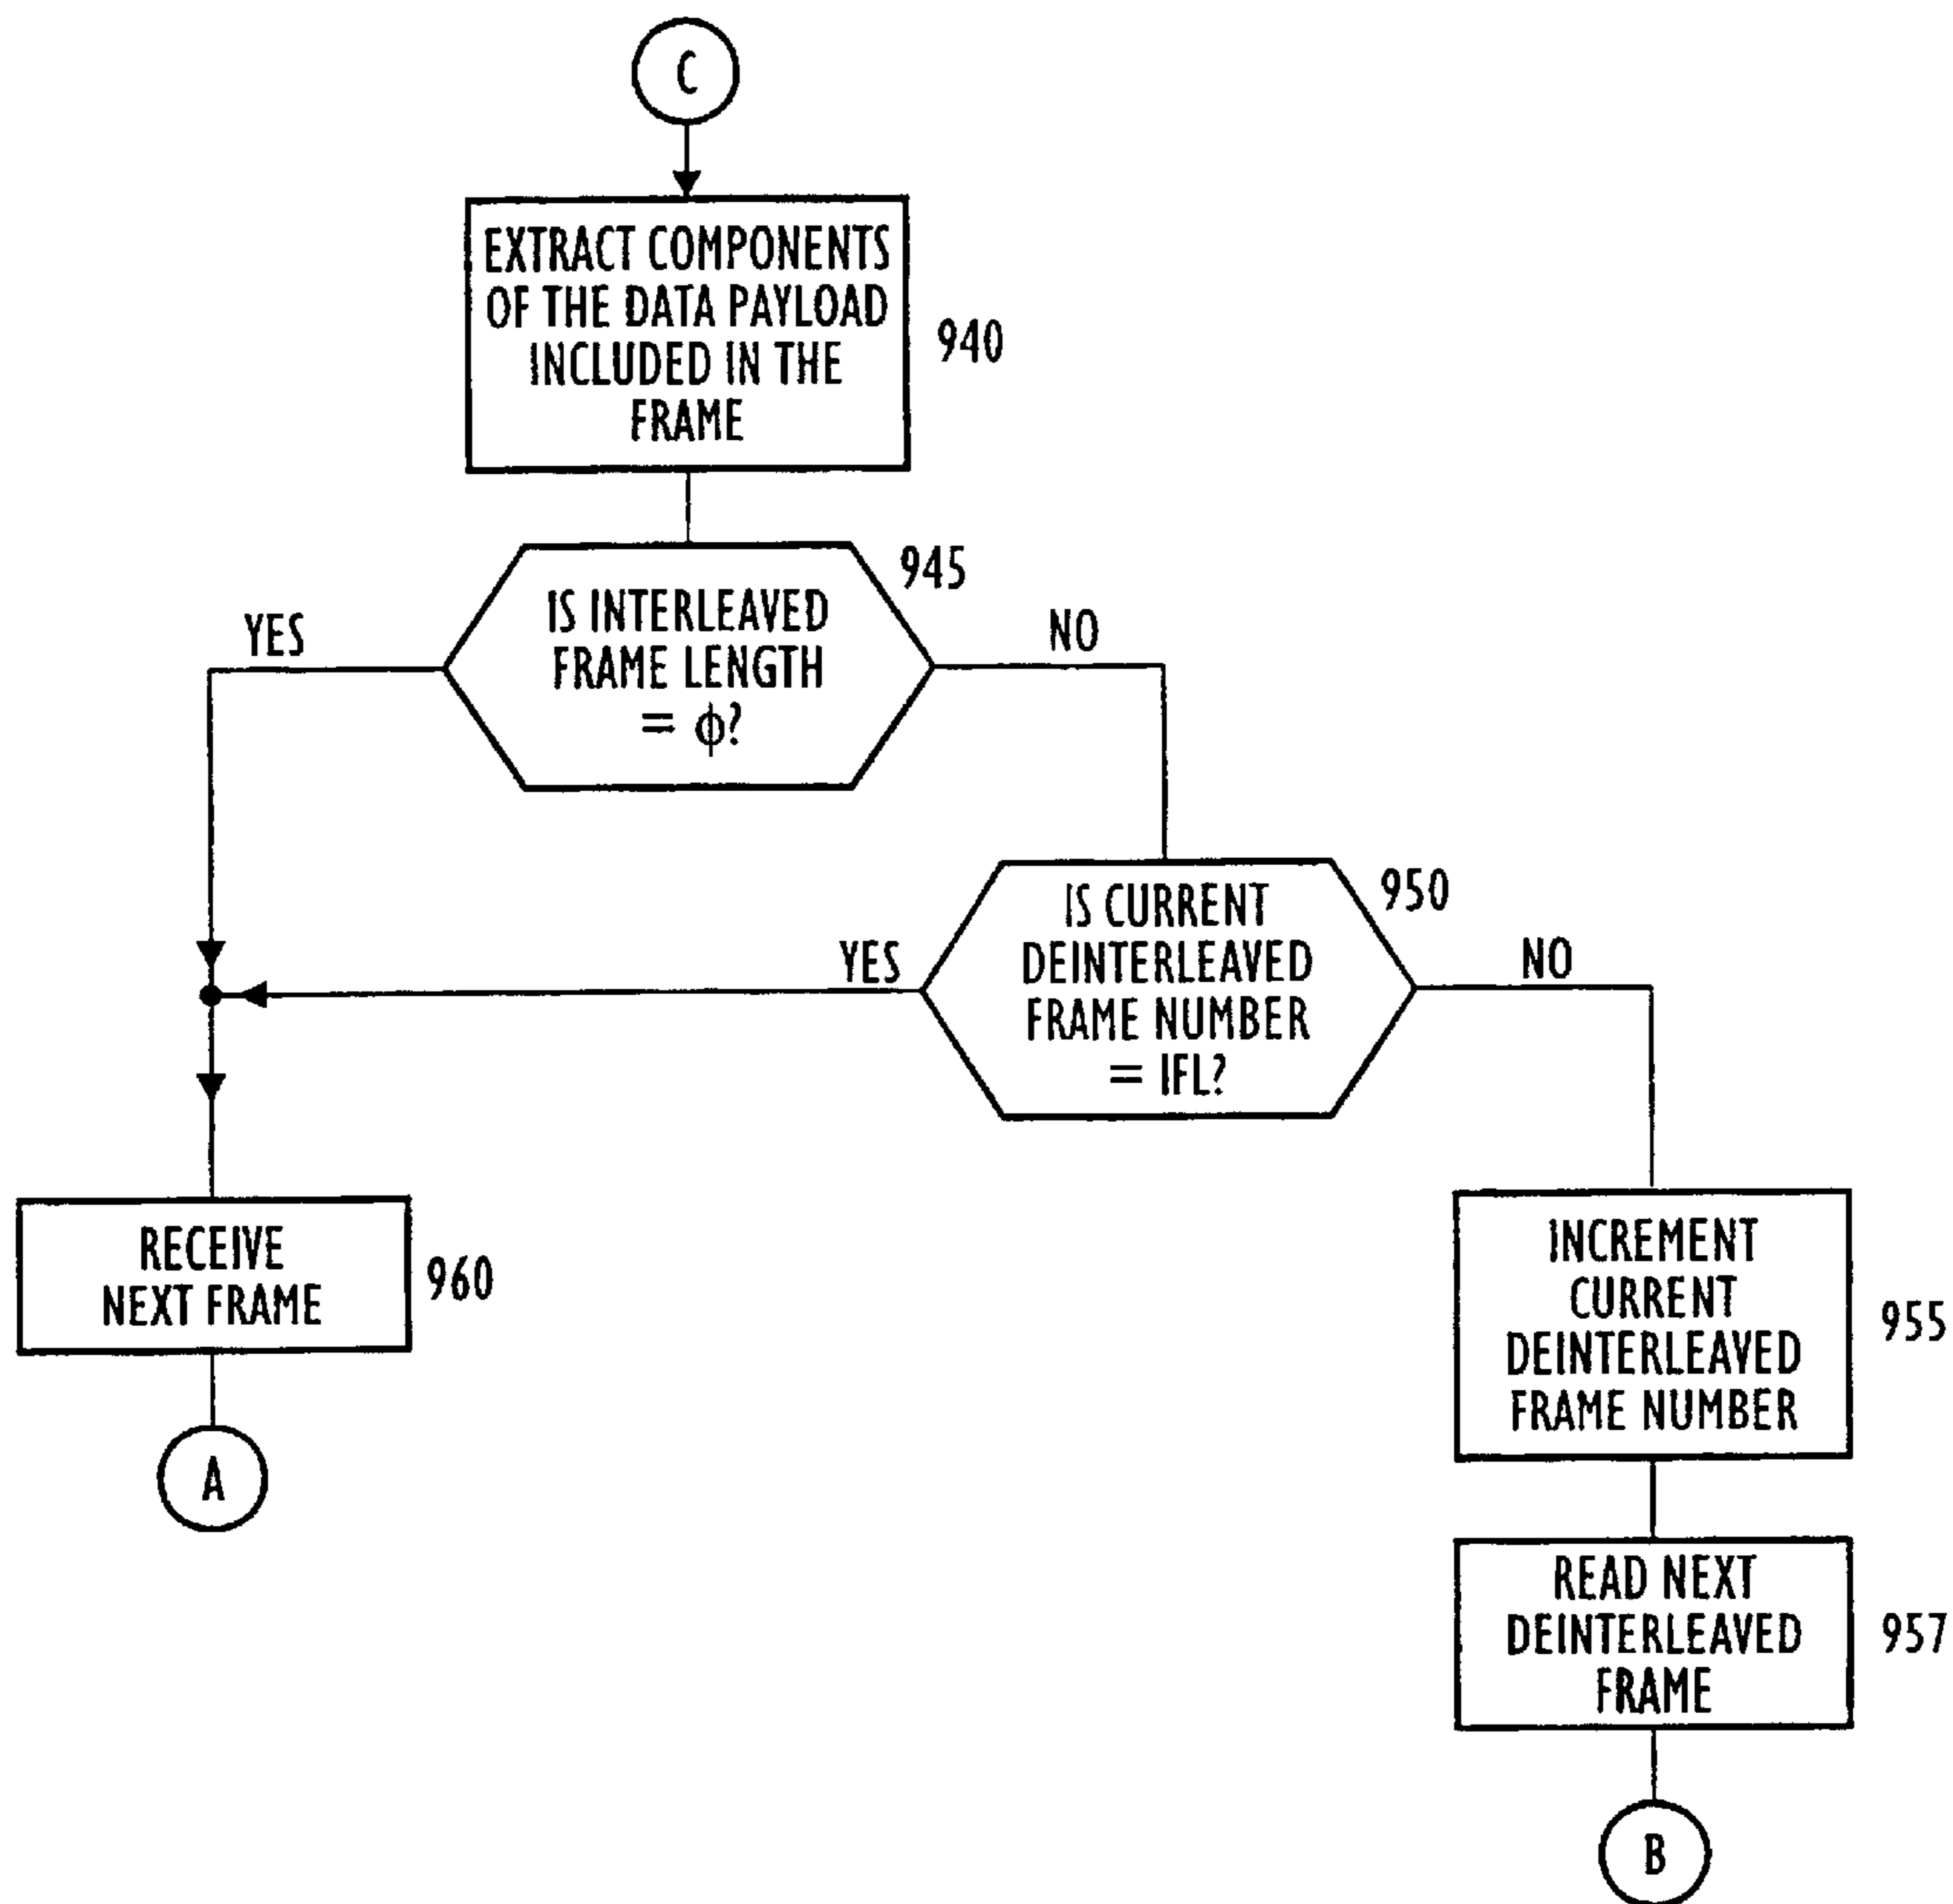 C
EXTRACT COMPONENTS
OF THE DATA PAYLOAD
INCLUDED IN THE
FRAME
940
945
IS INTERLEAVED
FRAME LENGTH
= ϕ?
YES
NO
950
IS CURRENT
DEINTERLEAVED
FRAME NUMBER
= IFL?
YES
NO
RECEIVE
NEXT FRAME
960
A
INCREMENT
CURRENT
DEINTERLEAVED
FRAME NUMBER
955
READ NEXT
DEINTERLEAVED
FRAME
957
B